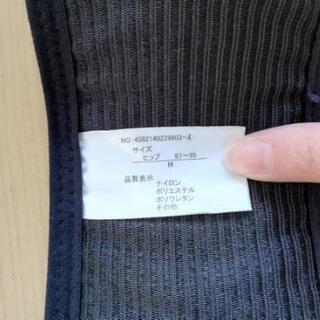 NO 4582140229603-4
サイズ
ヒップ 87~95
M
品質表示
ナイロン
ポリエステル
ポリウレタン
その他